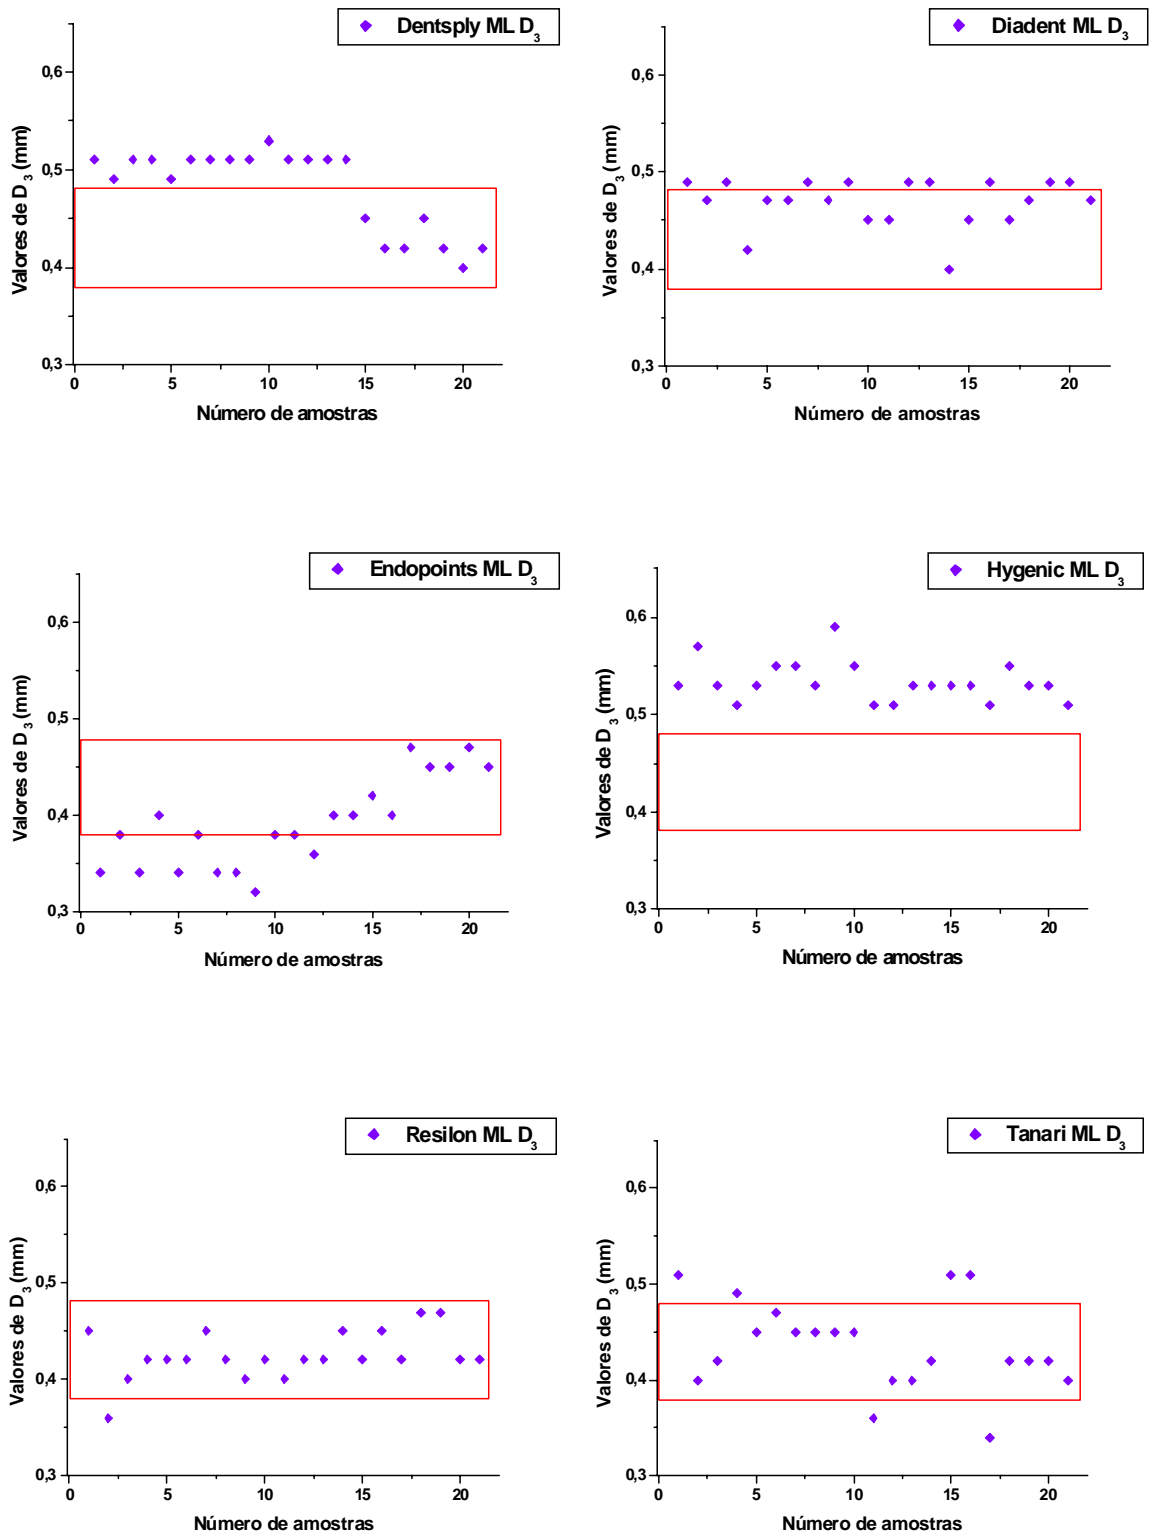 Dentsply ML D3
0,6
0,5
0,4
0,3
Valores de D3 (mm)
0 5 10 15 20
Número de amostras
Diadent ML D3
0,6
0,5
0,4
0,3
Valores de D3 (mm)
0 5 10 15 20
Número de amostras
Endopoints ML D3
0,6
0,5
0,4
0,3
Valores de D3 (mm)
0 5 10 15 20
Número de amostras
Hygenic ML D3
0,6
0,5
0,4
0,3
Valores de D3 (mm)
0 5 10 15 20
Número de amostras
Resilon ML D3
0,6
0,5
0,4
0,3
Valores de D3 (mm)
0 5 10 15 20
Número de amostras
Tanari ML D3
0,6
0,5
0,4
0,3
Valores de D3 (mm)
0 5 10 15 20
Número de amostras